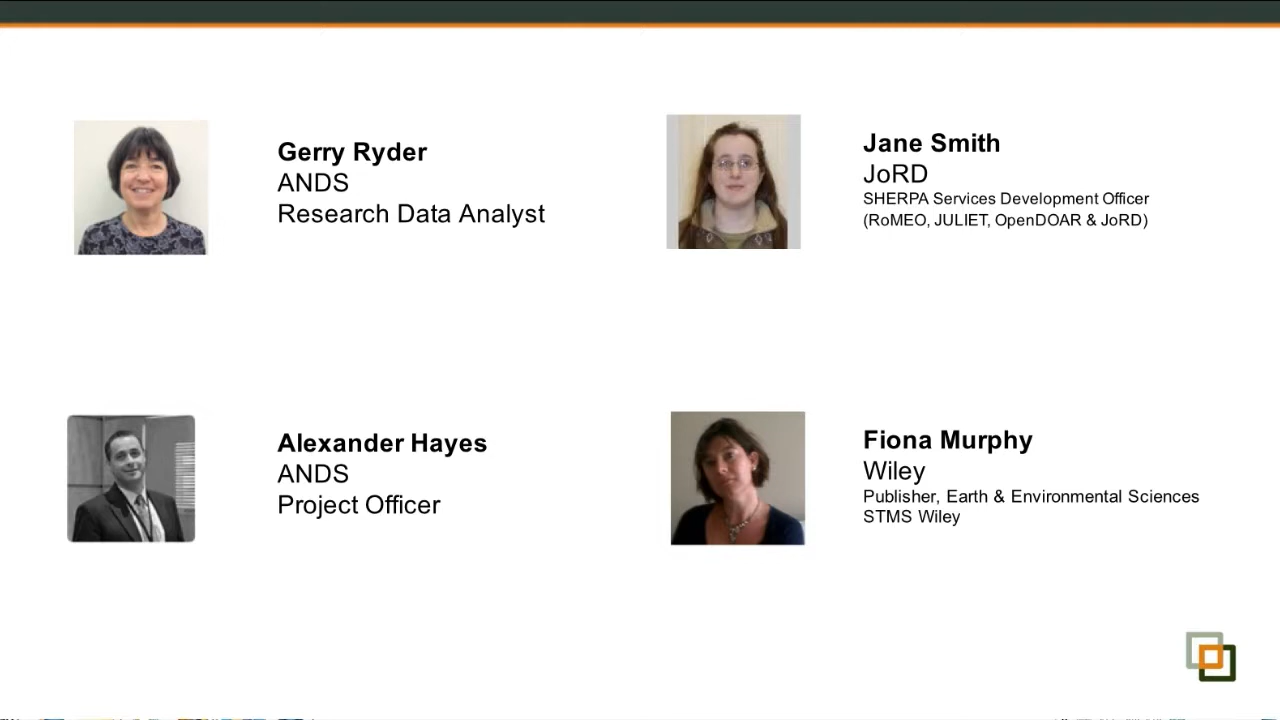 Gerry Ryder
ANDS
Research Data Analyst
Jane Smith
JoRD
SHERPA Services Development Officer
(RoMEO, JULIET, OpenDOAR & JoRD)
Alexander Hayes
ANDS
Project Officer
Fiona Murphy
Wiley
Publisher, Earth & Environmental Sciences
STMS Wiley